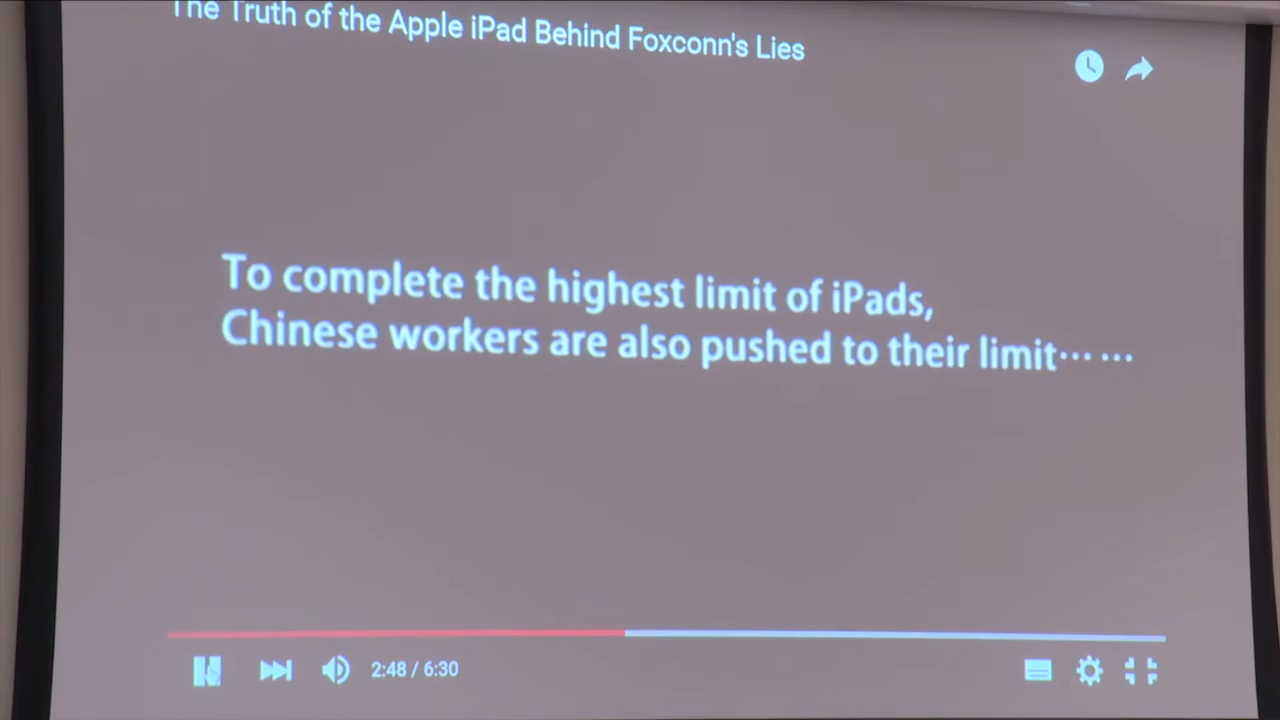 The Truth of the Apple iPad Behind Foxconn's Lies
To complete the highest limit of iPads,
Chinese workers are also pushed to their limit……
2:48 / 6:30